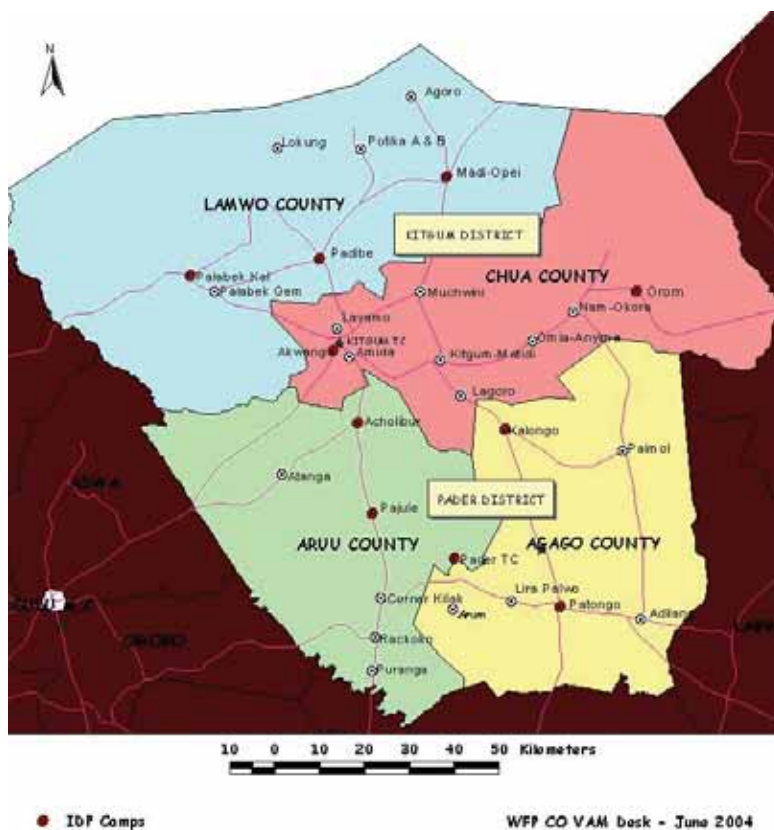 N
Agoro
Lokung
Potika A & B
Madi-Opei
LAMWO COUNTY
KITGUM DISTRICT
Padibe
CHUA COUNTY
Palabek Kal
Palabek Gem
Muchwini
Orom
Nam-Okora
Layamo
KITGUM TC
Omia-Anyima
Akwang
Amida
Kitgum-Matidi
Lagoro
Acholibur
Kalongo
Paimol
Atanga
ASWA
PADER DISTRICT
Pajule
ARUU COUNTY
AGAGO COUNTY
Pader TC
Corner Kilak
Lira Palwo
Arum
Patongo
Adilang
OMORO
Rackoko
Puranga
10 0 10 20 30 40 50 Kilometers
IDP Camps
WFP CO VAM Desk - June 2004